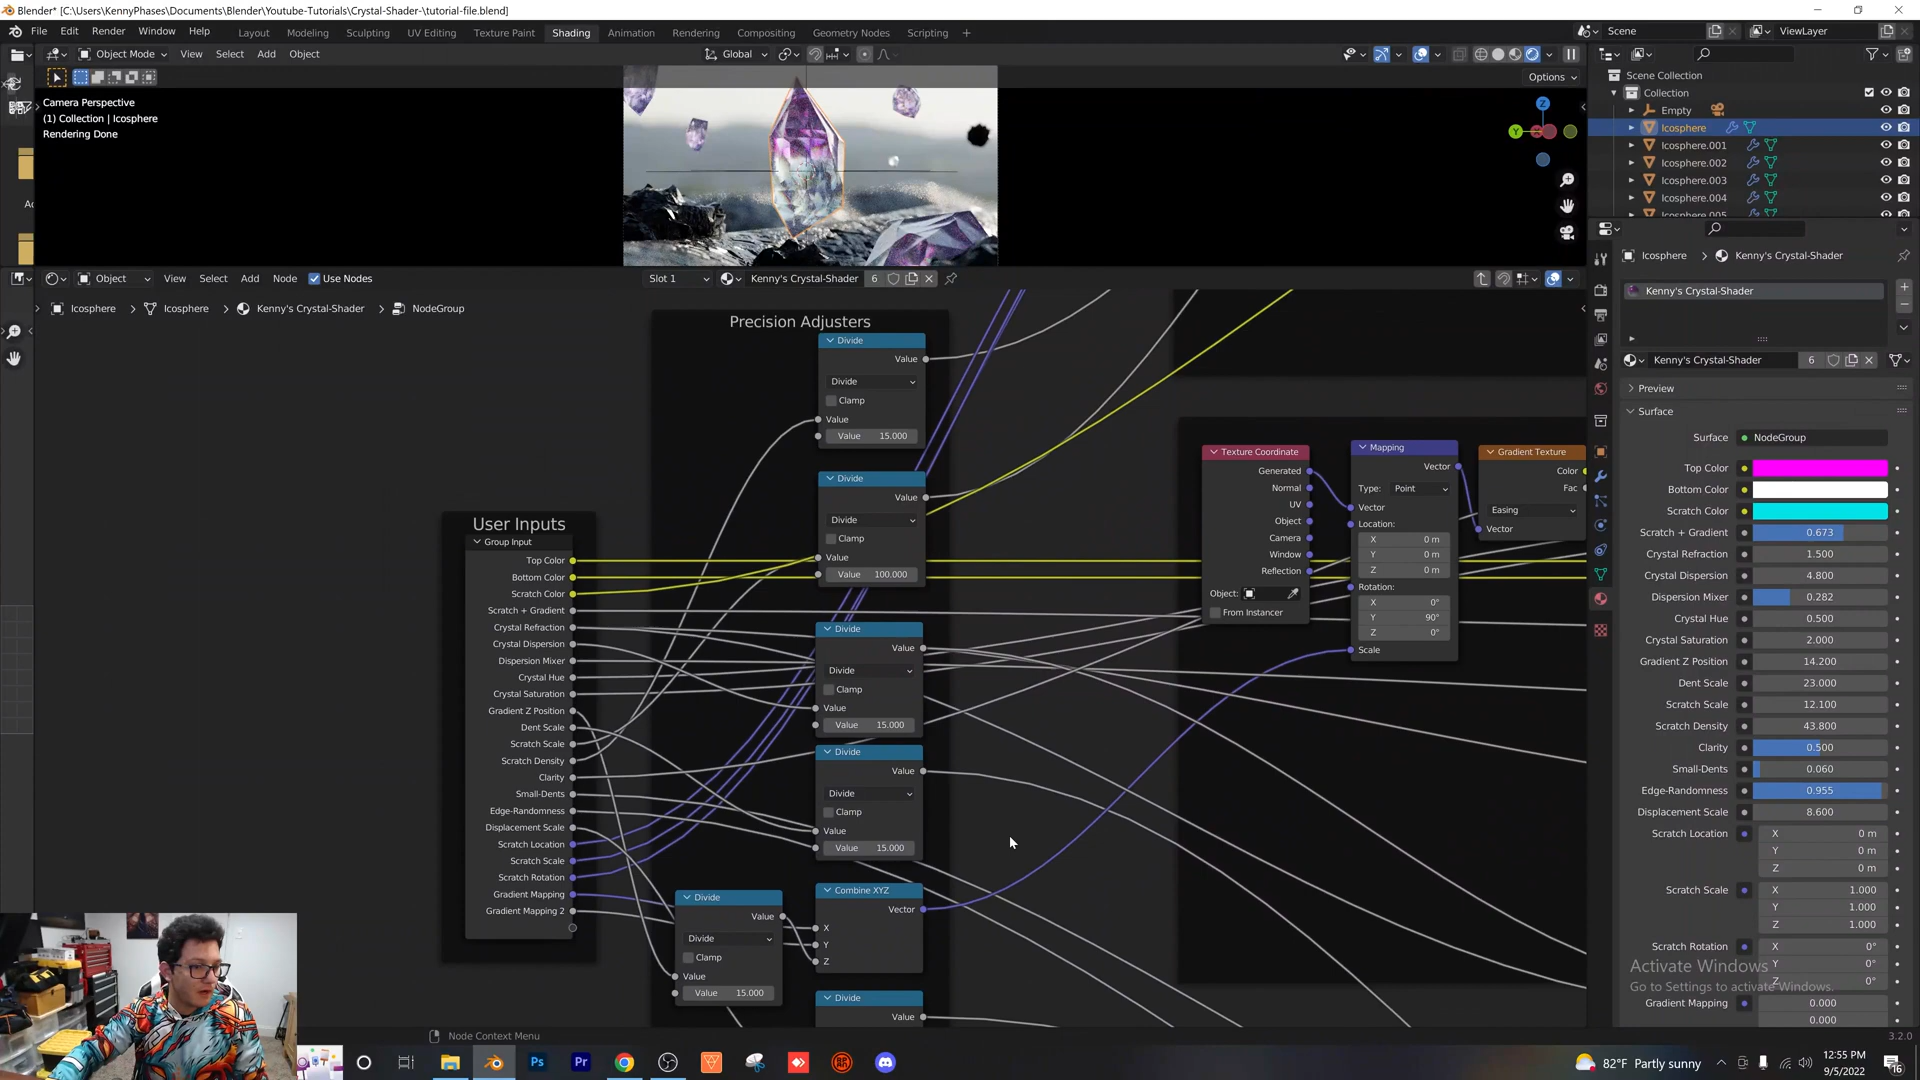 Blender* [C:\Users\KennyPhases\Documents\Blender\Youtube-Tutorials\Crystal-Shader-\tutorial-file.blend]
File Edit Render Window Help Layout Modeling Sculpting UV Editing Texture Paint Shading Animation Rendering Compositing Geometry Nodes Scripting + Scene ViewLayer
Object Mode View Select Add Object Global
Options
Camera Perspective
(1) Collection | Icosphere
Rendering Done
Scene Collection
Collection
Empty
Icosphere
Icosphere.001
Icosphere.002
Icosphere.003
Icosphere.004
Icosphere.005
Object View Select Add Node Use Nodes Slot 1 Kenny's Crystal-Shader 6
Icosphere > Icosphere > Kenny's Crystal-Shader > NodeGroup
Precision Adjusters
Divide
Value
Divide
Clamp
Value
Value 15.000
Divide
Value
Divide
Clamp
Value
Value 100.000
Divide
Value
Divide
Clamp
Value
Value 15.000
Divide
Value
Divide
Clamp
Value
Value 15.000
Combine XYZ
Vector
X
Y
Z
Divide
Value
Divide
Value
Divide
Clamp
Value
Value 15.000
User Inputs
Group Input
Top Color
Bottom Color
Scratch Color
Scratch + Gradient
Crystal Refraction
Crystal Dispersion
Dispersion Mixer
Crystal Hue
Crystal Saturation
Gradient Z Position
Dent Scale
Scratch Scale
Scratch Density
Clarity
Small-Dents
Edge-Randomness
Displacement Scale
Scratch Location
Scratch Scale
Scratch Rotation
Gradient Mapping
Gradient Mapping 2
Texture Coordinate
Generated
Normal
UV
Object
Camera
Window
Reflection
Object:
From Instancer
Mapping
Vector
Type: Point
Vector
Location:
X 0 m
Y 0 m
Z 0 m
Rotation:
X 0°
Y 90°
Z 0°
Scale
Gradient Texture
Color
Fac
Easing
Vector
Icosphere > Kenny's Crystal-Shader
Kenny's Crystal-Shader
Kenny's Crystal-Shader 6
Preview
Surface
Surface NodeGroup
Top Color
Bottom Color
Scratch Color
Scratch + Gradient 0.673
Crystal Refraction 1.500
Crystal Dispersion 4.800
Dispersion Mixer 0.282
Crystal Hue 0.500
Crystal Saturation 2.000
Gradient Z Position 14.200
Dent Scale 23.000
Scratch Scale 12.100
Scratch Density 43.800
Clarity 0.500
Small-Dents 0.060
Edge-Randomness 0.955
Displacement Scale 8.600
Scratch Location X 0 m
Y 0 m
Z 0 m
Scratch Scale X 1.000
Y 1.000
Z 1.000
Scratch Rotation X 0°
Y 0°
Z 0°
Gradient Mapping 0.000
0.000
Activate Windows
Go to Settings to activate Windows.
Node Context Menu
3.2.0
Ps Pr
82°F Partly sunny
12:55 PM
9/5/2022
16